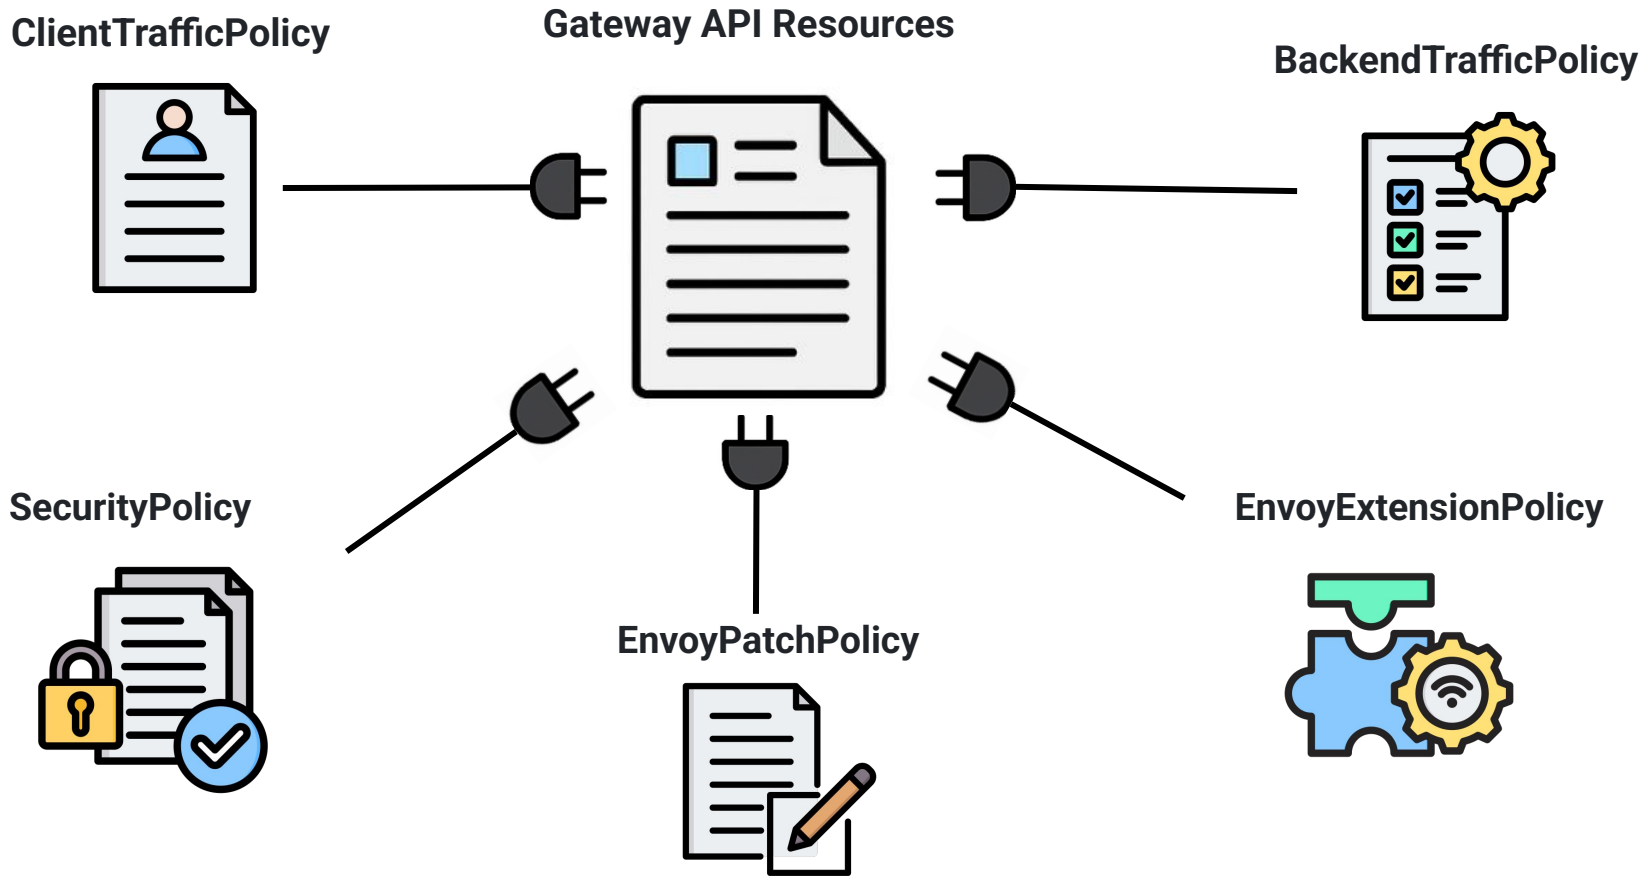 ClientTrafficPolicy
Gateway API Resources
BackendTrafficPolicy
SecurityPolicy
EnvoyExtensionPolicy
EnvoyPatchPolicy